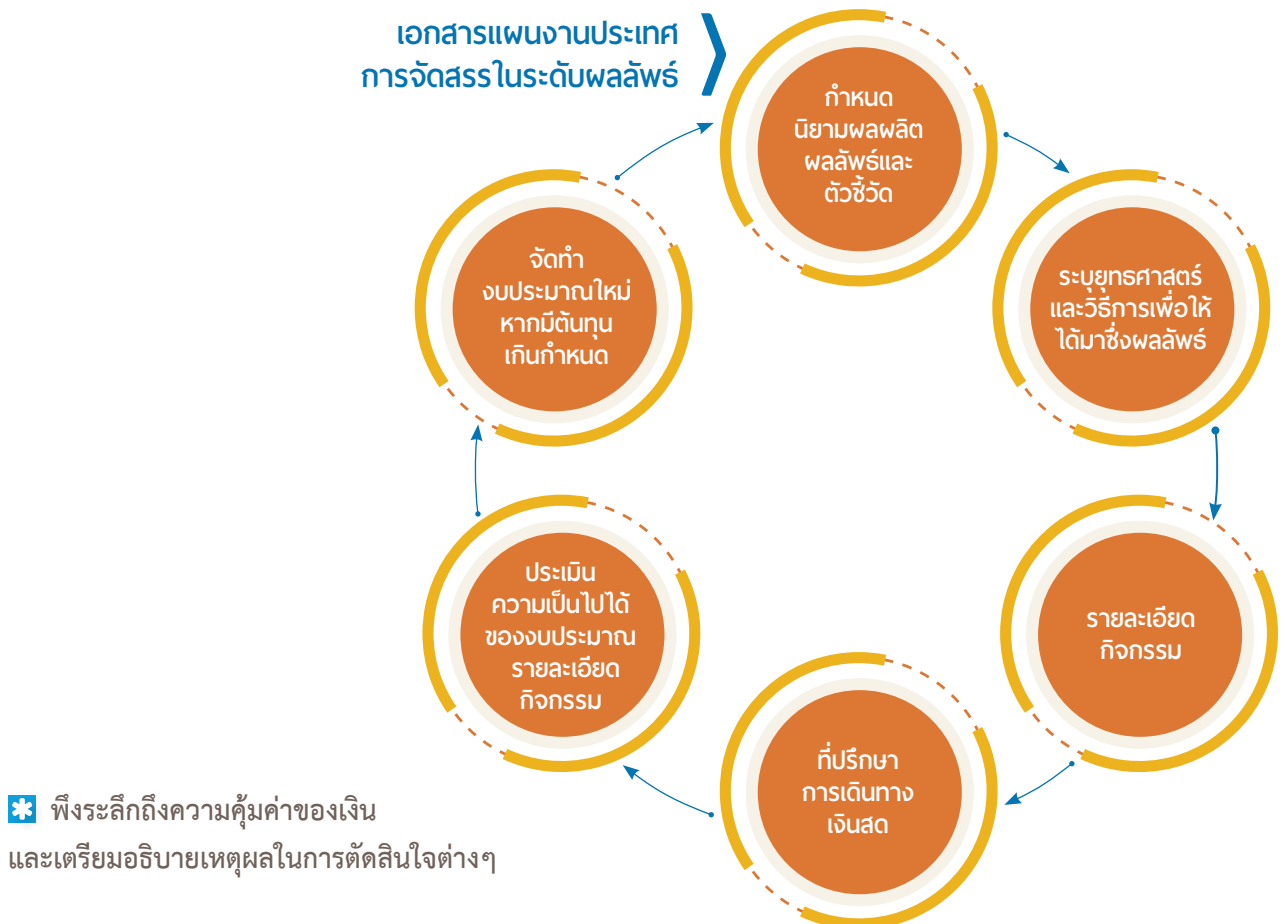 เอกสารแผนงานประเทศ
การจัดสรรในระดับผลลัพธ์
กำหนด
นิยามผลผลิต
ผลลัพธ์และ
ตัวชี้วัด
ระบุยุทธศาสตร์
และวิธีการเพื่อให้
ได้มาซึ่งผลลัพธ์
รายละเอียด
กิจกรรม
ที่ปรึกษา
การเดินทาง
เงินสด
ประเมิน
ความเป็นไปได้
ของงบประมาณ
รายละเอียด
กิจกรรม
จัดทำ
งบประมาณใหม่
หากมีต้นทุน
เกินกำหนด
พึงระลึกถึงความคุ้มค่าของเงิน
และเตรียมอธิบายเหตุผลในการตัดสินใจต่างๆ